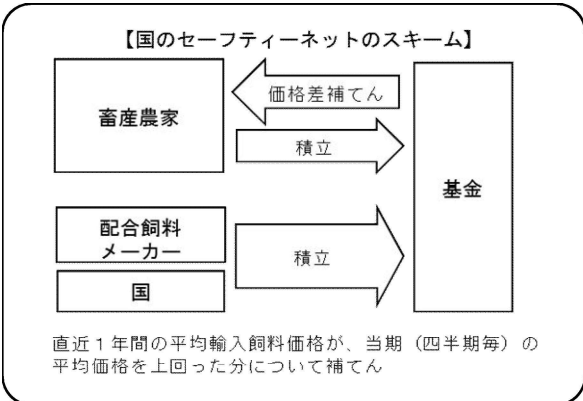 【国のセーフティーネットのスキーム】
畜産農家
価格差補てん
積立
基金
配合飼料
メーカー
積立
国
直近１年間の平均輸入飼料価格が、当期（四半期毎）の
平均価格を上回った分について補てん